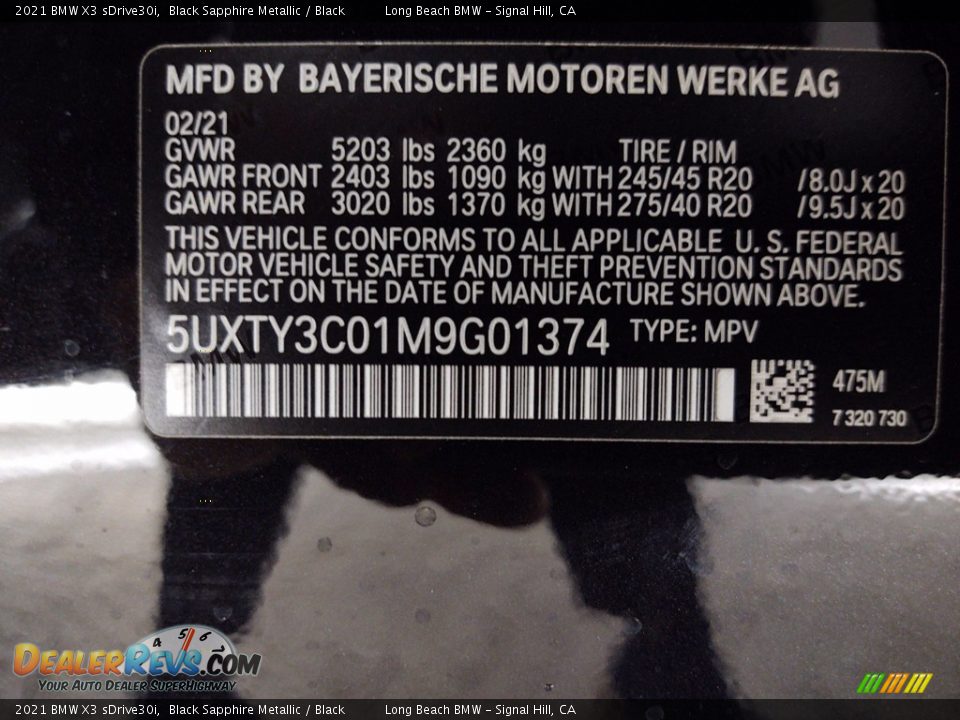 2021 BMW X3 sDrive30i, Black Sapphire Metallic / Black Long Beach BMW - Signal Hill, CA
MFD BY BAYERISCHE MOTOREN WERKE AG
02/21
GVWR 5203 lbs 2360 kg TIRE / RIM
GAWR FRONT 2403 lbs 1090 kg WITH 245/45 R20 /8.0J x 20
GAWR REAR 3020 lbs 1370 kg WITH 275/40 R20 /9.5J x 20
THIS VEHICLE CONFORMS TO ALL APPLICABLE U. S. FEDERAL
MOTOR VEHICLE SAFETY AND THEFT PREVENTION STANDARDS
IN EFFECT ON THE DATE OF MANUFACTURE SHOWN ABOVE.
5UXTY3C01M9G01374 TYPE: MPV
475M
7 320 730
4 5 6 7
DEALERREVS.COM
YOUR AUTO DEALER SUPERHIGHWAY
2021 BMW X3 sDrive30i, Black Sapphire Metallic / Black Long Beach BMW - Signal Hill, CA